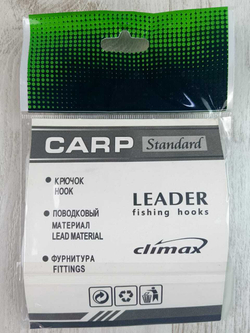 CARP Standard
КРЮЧОК
HOOK
ПОВОДКОВЫЙ
МАТЕРИАЛ
LEAD MATERIAL
ФУРНИТУРА
FITTINGS
LEADER
fishing hooks
climax